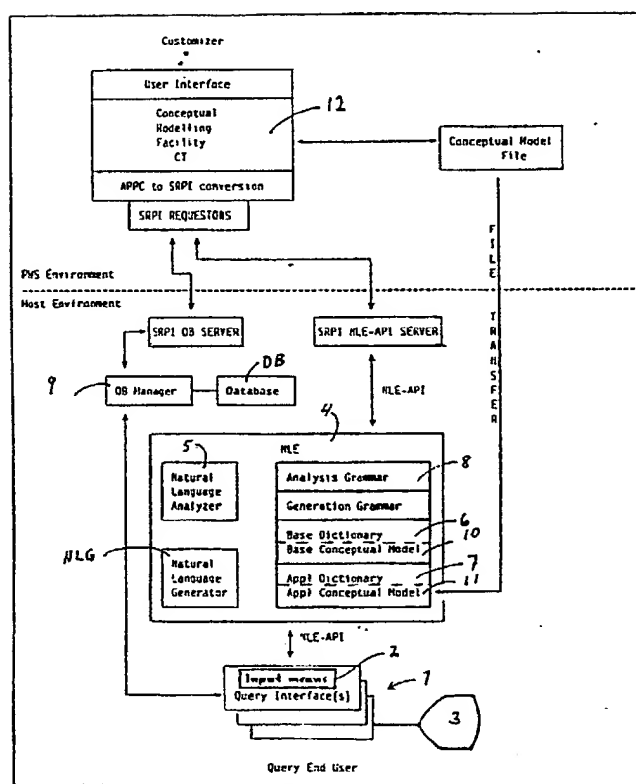 Customizer
User Interface
Conceptual
Modelling
Facility
CT
12
APPC to SRPI conversion
SRPI REQUESTORS
Conceptual Model
File
FILE
TRANSFER
PWS Environment
Host Environment
SRPI DB SERVER
SRPI NLE-API SERVER
DB
9
DB Manager
Database
NLE-API
4
NLE
5
Natural
Language
Analyzer
8
Analysis Grammar
Generation Grammar
6
Base Dictionary
10
Base Conceptual Model
NLG
Natural
Language
Generator
7
Appl Dictionary
11
Appl Conceptual Model
NLE-API
2
Input means
1
Query Interface(s)
3
Query End User